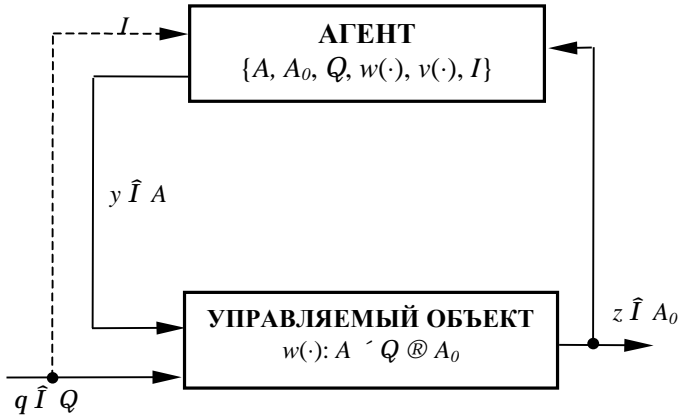 I
АГЕНТ
{A, A₀, Q, w(·), v(·), I}
y Î A
УПРАВЛЯЕМЫЙ ОБЪЕКТ
w(·): A ´ Q ® A₀
z Î A₀
q Î Q